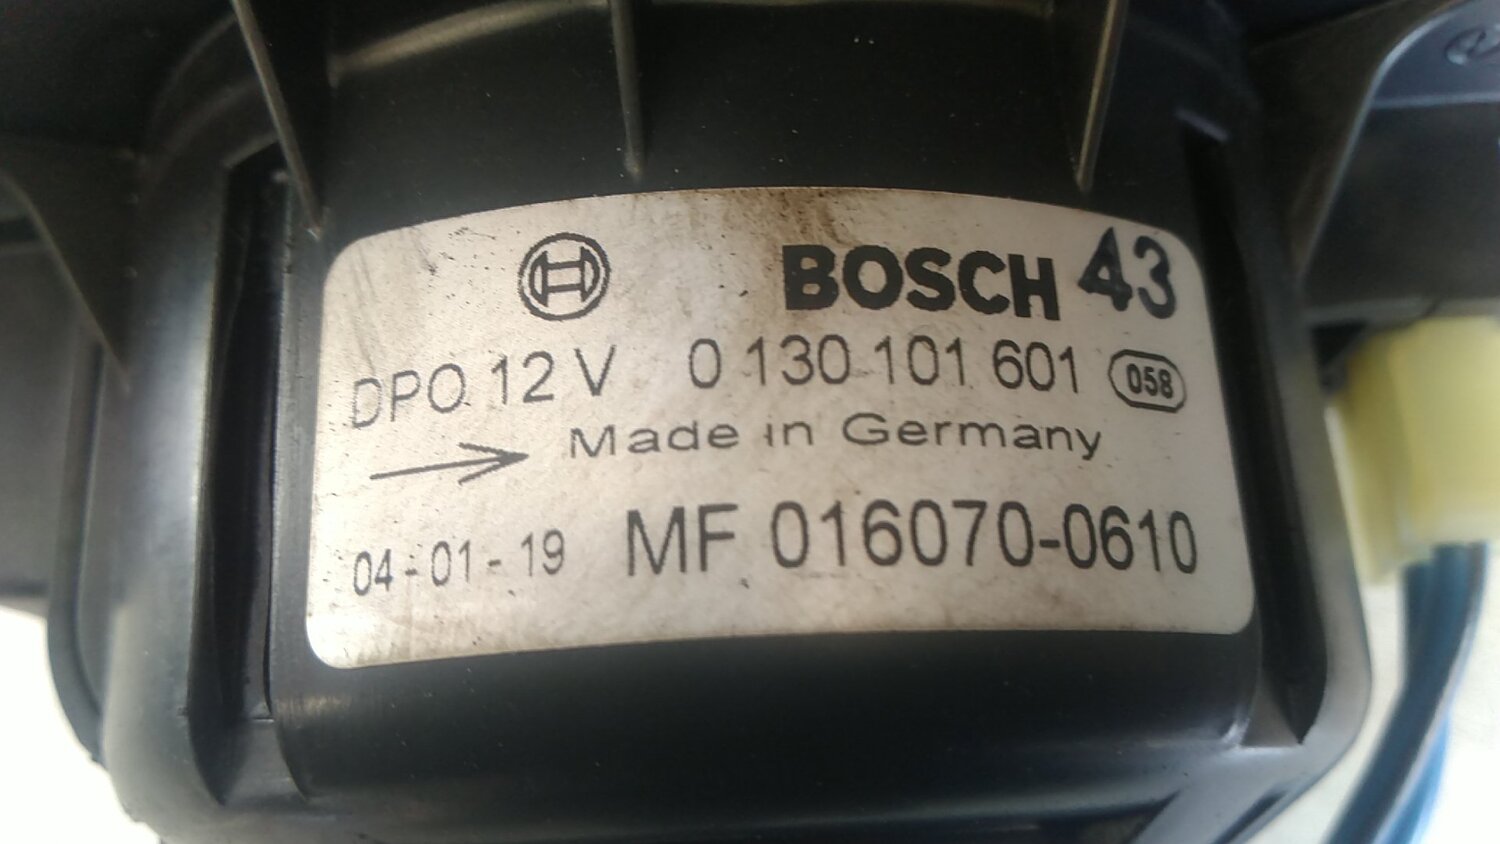 BOSCH 43
DPO 12 V 0 130 101 601 058
Made in Germany
04-01-19 MF 016070-0610